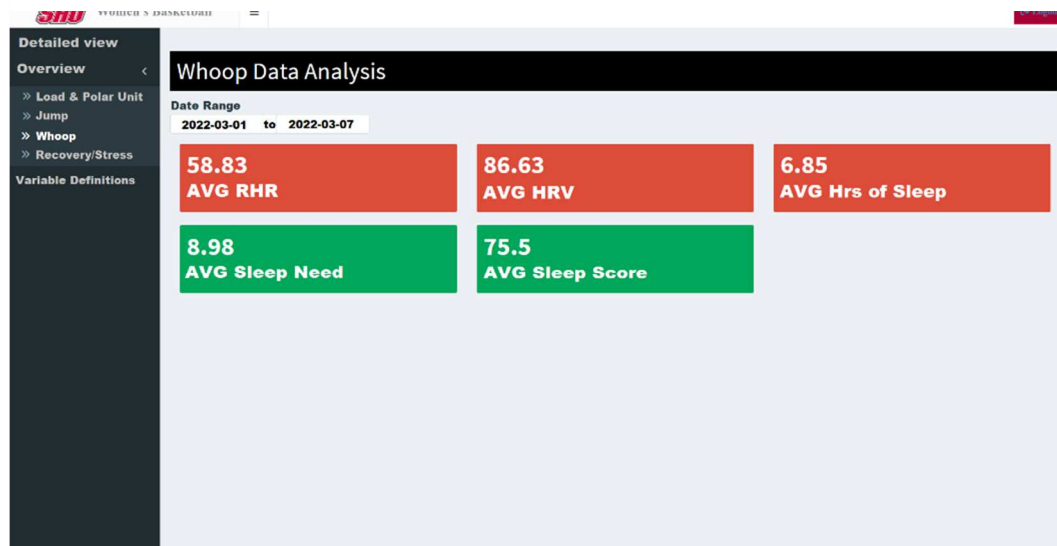 SHU Women's Basketball
Detailed view
Overview
Load & Polar Unit
Jump
Whoop
Recovery/Stress
Variable Definitions
Whoop Data Analysis
Date Range
2022-03-01 to 2022-03-07
58.83
AVG RHR
86.63
AVG HRV
6.85
AVG Hrs of Sleep
8.98
AVG Sleep Need
75.5
AVG Sleep Score